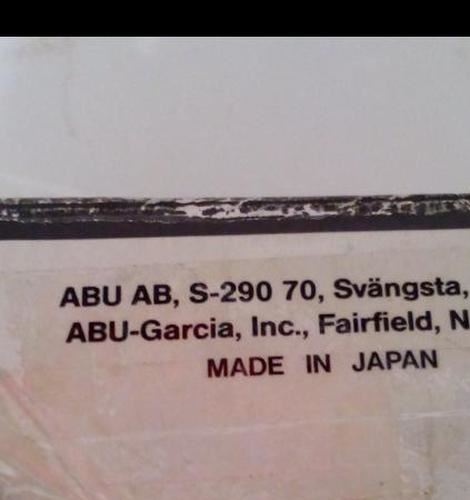 ABU AB, S-290 70, Svängsta,
ABU-Garcia, Inc., Fairfield, N
MADE IN JAPAN